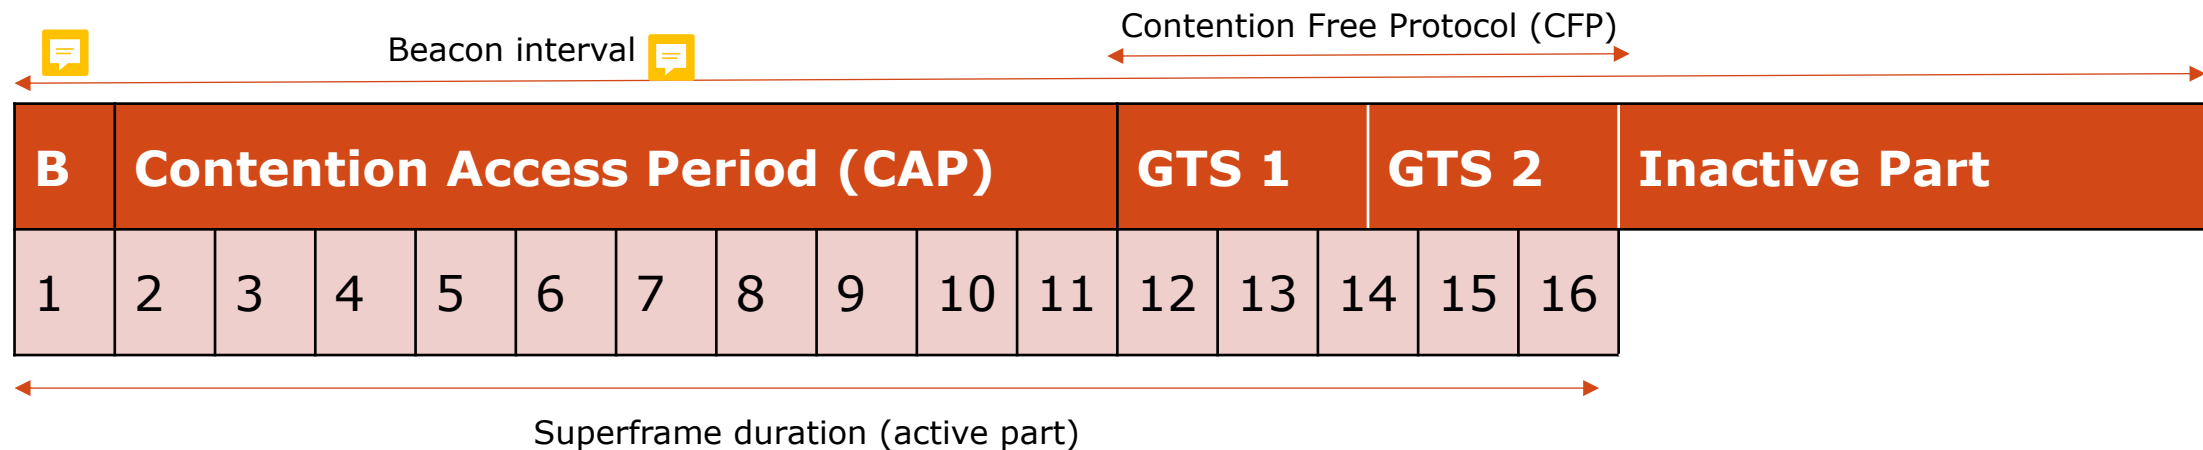 Contention Free Protocol (CFP)
Beacon interval
B Contention Access Period (CAP) GTS 1 GTS 2 Inactive Part
1 2 3 4 5 6 7 8 9 10 11 12 13 14 15 16
Superframe duration (active part)